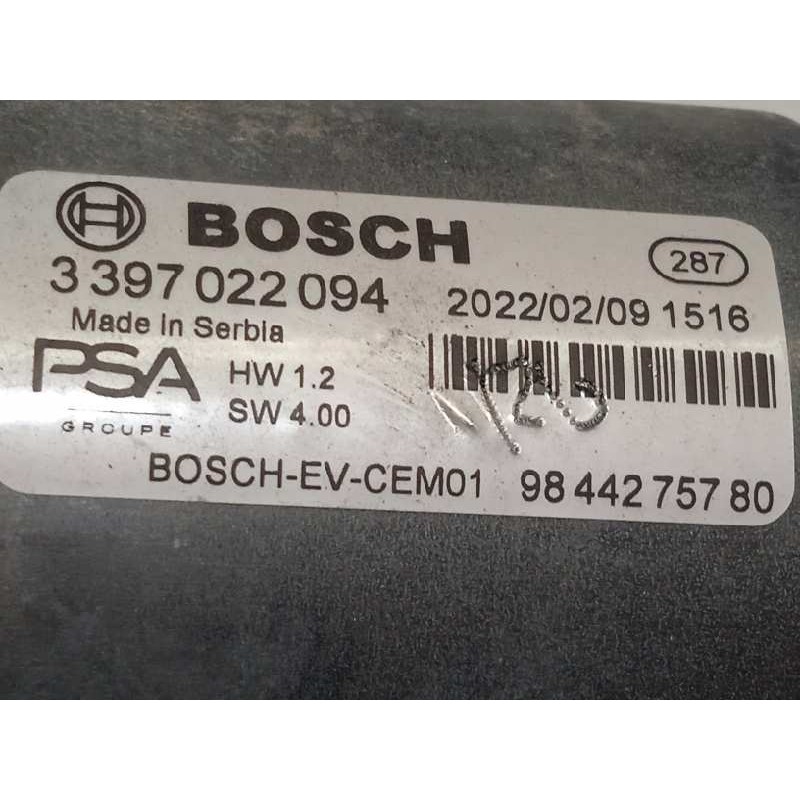 BOSCH
287
3 397 022 094
2022/02/09 1516
Made in Serbia
PSA
GROUPE
HW 1.2
SW 4.00
BOSCH-EV-CEM01
98 442 757 80